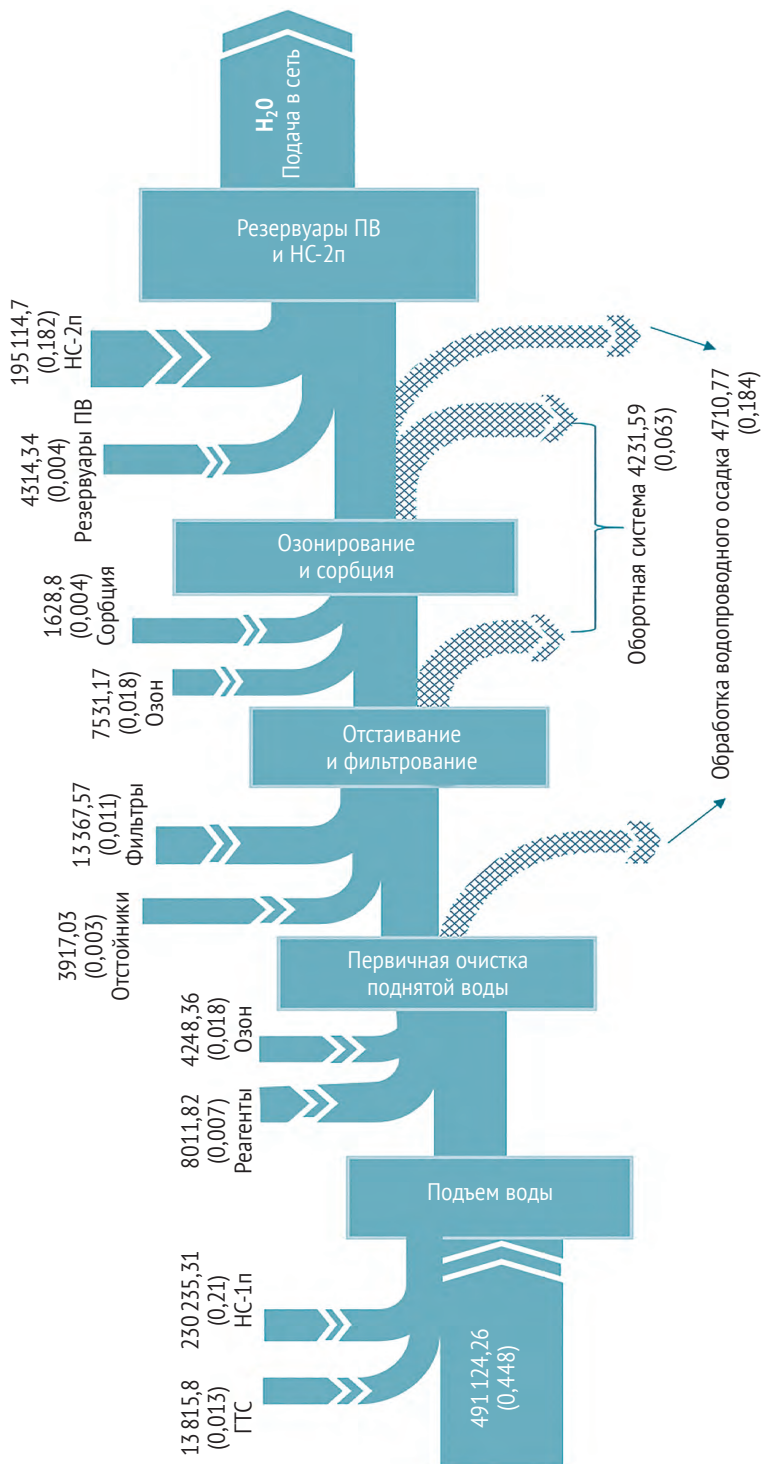 491 124,26
(0,448)
13 815,8
(0,013)
ГТС
230 235,31
(0,21)
НС-1п
Подъем воды
8011,82
(0,007)
Реагенты
4248,36
(0,018)
Озон
Первичная очистка
поднятой воды
3917,03
(0,003)
Отстойники
13 367,57
(0,011)
Фильтры
Отстаивание
и фильтрование
7531,17
(0,018)
Озон
1628,8
(0,004)
Сорбция
Озонирование
и сорбция
4314,34
(0,004)
Резервуары ПВ
195 114,7
(0,182)
НС-2п
Резервуары ПВ
и НС-2п
H₂O
Подача в сеть
Оборотная система 4231,59
(0,063)
Обработка водопроводного осадка 4710,77
(0,184)